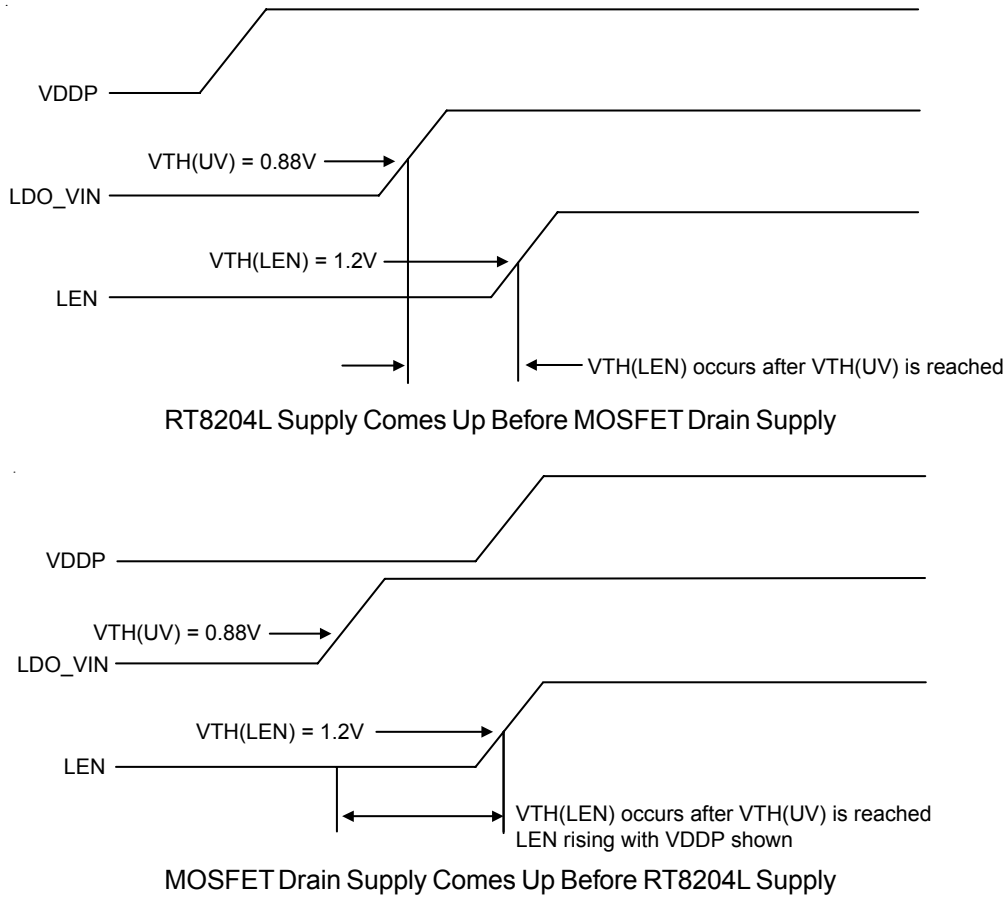 VDDP
VTH(UV) = 0.88V
LDO_VIN
VTH(LEN) = 1.2V
LEN
VTH(LEN) occurs after VTH(UV) is reached
RT8204L Supply Comes Up Before MOSFET Drain Supply
VDDP
VTH(UV) = 0.88V
LDO_VIN
VTH(LEN) = 1.2V
LEN
VTH(LEN) occurs after VTH(UV) is reached
LEN rising with VDDP shown
MOSFET Drain Supply Comes Up Before RT8204L Supply